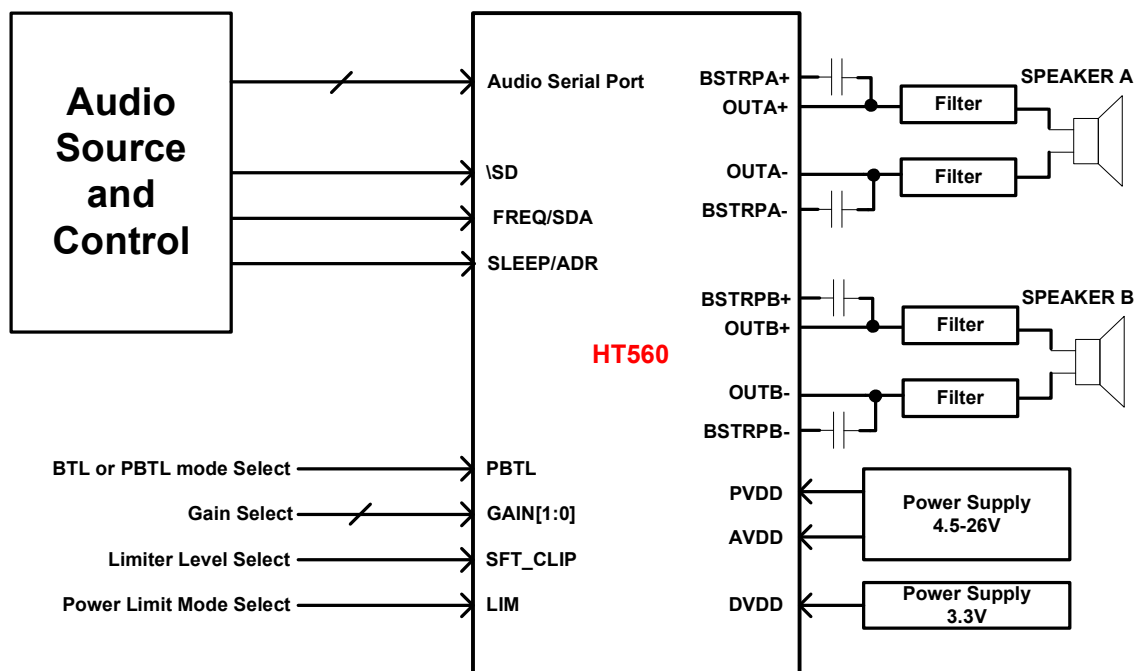 Audio
Source
and
Control
Audio Serial Port
\SD
FREQ/SDA
SLEEP/ADR
HT560
BTL or PBTL mode Select
PBTL
Gain Select
GAIN[1:0]
Limiter Level Select
SFT_CLIP
Power Limit Mode Select
LIM
BSTRPA+
OUTA+
Filter
SPEAKER A
OUTA-
Filter
BSTRPA-
BSTRPB+
OUTB+
Filter
SPEAKER B
OUTB-
Filter
BSTRPB-
PVDD
AVDD
Power Supply
4.5-26V
DVDD
Power Supply
3.3V